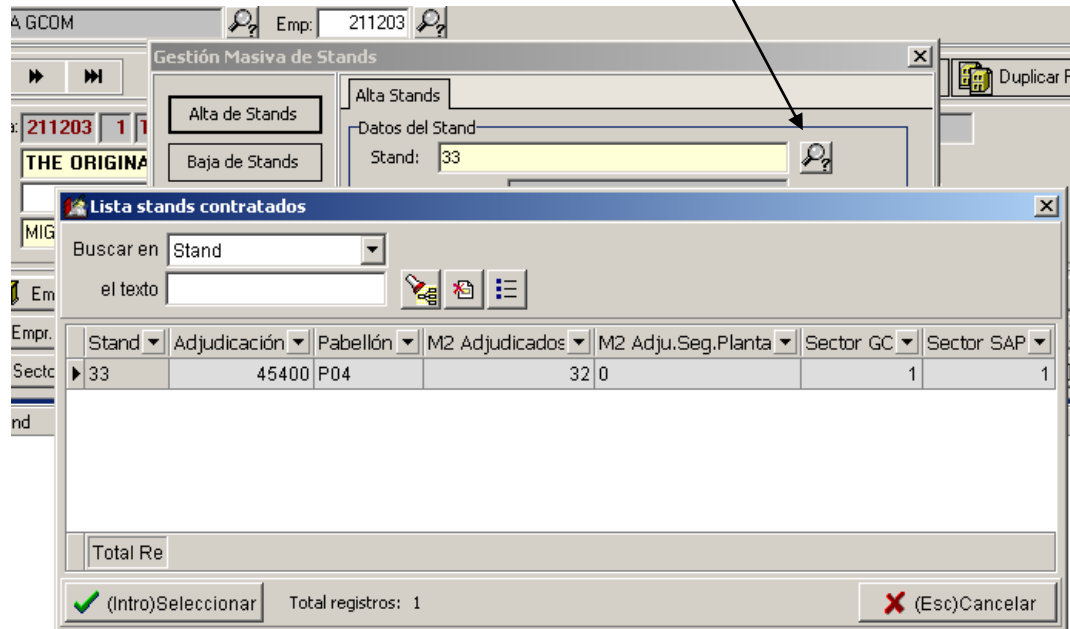 A GCOM Emp: 211203
Gestión Masiva de Stands
Duplicar F
Alta de Stands
Alta Stands
Datos del Stand
211203 1 T
Stand: 33
THE ORIGINA
Baja de Stands
Lista stands contratados
MIG
Buscar en Stand
el texto
Em
Empr.
Stand Adjudicación Pabellón M2 Adjudicados M2 Adju.Seg.Planta Sector GC Sector SAP
Secto
33 45400 P04 32 0 1 1
nd
Total Re
(Intro)Seleccionar Total registros: 1 (Esc)Cancelar